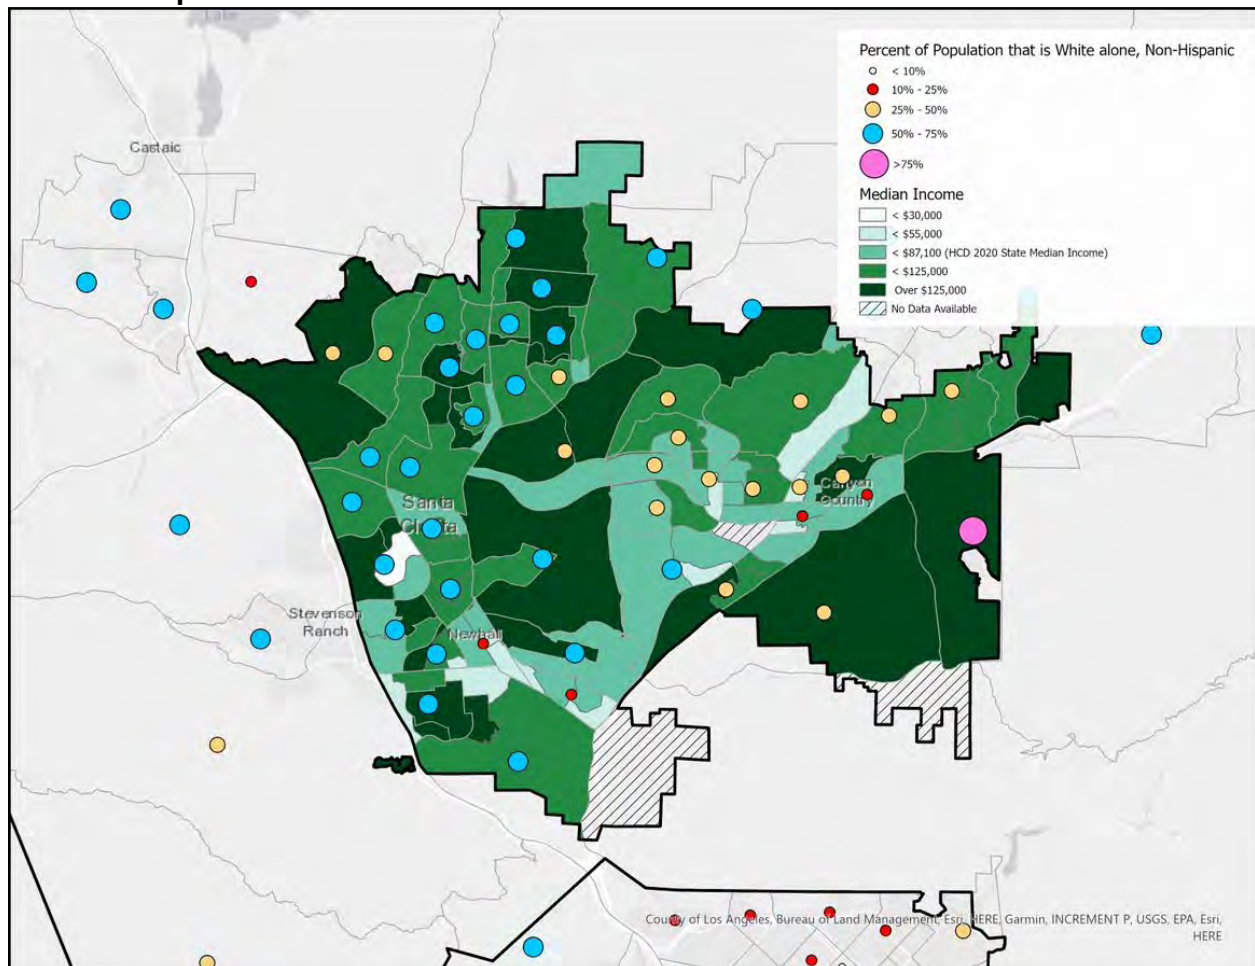 Lake
Castaic
Percent of Population that is White alone, Non-Hispanic
< 10%
10% - 25%
25% - 50%
50% - 75%
>75%
Median Income
< $30,000
< $55,000
< $87,100 (HCD 2020 State Median Income)
< $125,000
Over $125,000
No Data Available
Santa
Clarita
Canyon
Country
Stevenson
Ranch
Newhall
County of Los Angeles, Bureau of Land Management, Esri, HERE, Garmin, INCREMENT P, USGS, EPA, Esri,
HERE